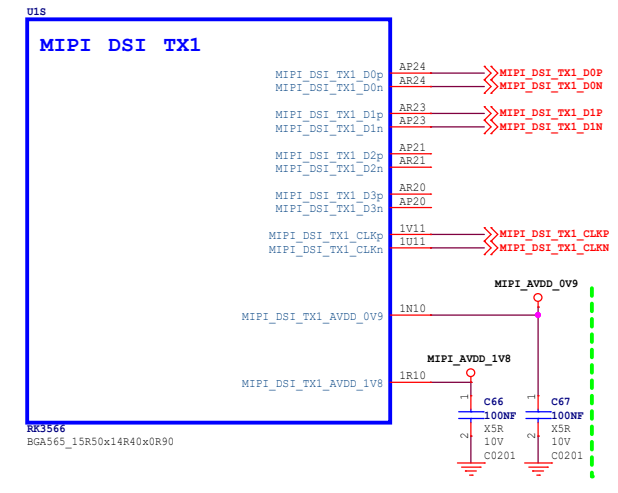 U1S
MIPI DSI TX1
MIPI_DSI_TX1_D0p AP24 MIPI_DSI_TX1_D0P
MIPI_DSI_TX1_D0n AR24 MIPI_DSI_TX1_D0N
MIPI_DSI_TX1_D1p AR23 MIPI_DSI_TX1_D1P
MIPI_DSI_TX1_D1n AP23 MIPI_DSI_TX1_D1N
MIPI_DSI_TX1_D2p AP21
MIPI_DSI_TX1_D2n AR21
MIPI_DSI_TX1_D3p AR20
MIPI_DSI_TX1_D3n AP20
MIPI_DSI_TX1_CLKp 1V11 MIPI_DSI_TX1_CLKP
MIPI_DSI_TX1_CLKn 1U11 MIPI_DSI_TX1_CLKN
MIPI_AVDD_0V9
MIPI_DSI_TX1_AVDD_0V9 1N10
MIPI_AVDD_1V8
MIPI_DSI_TX1_AVDD_1V8 1R10
1 C66 1 C67
100NF 100NF
RK3566 2 X5R 2 X5R
BGA565_15R50x14R40x0R90 10V 10V
C0201 C0201